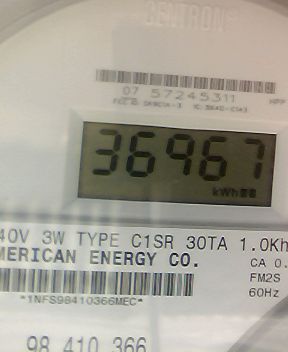 CENTRON
07 57245311
36967
kWh
40V 3W TYPE C1SR 30TA 1.0Kh
MERICAN ENERGY CO.
CA 0.
FM2S
60Hz
*1NFS98410366MEC*
98 410 366